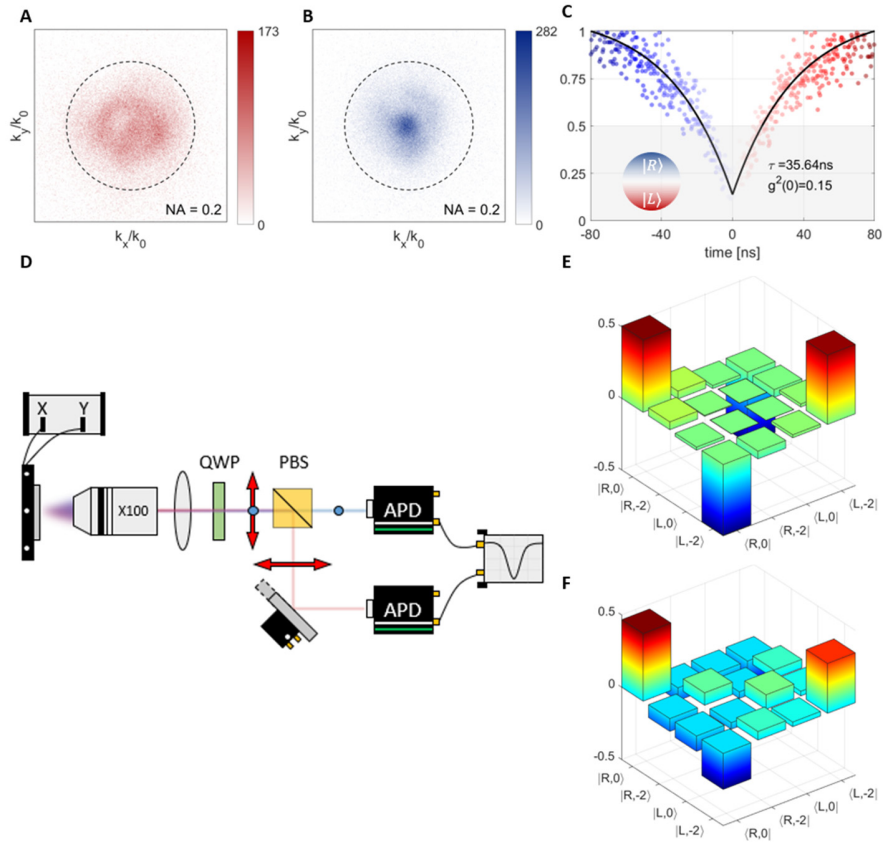 A
173
k_y/k_0
NA = 0.2
0
k_x/k_0
B
282
k_y/k_0
NA = 0.2
0
k_x/k_0
C
1
0.75
0.5
0.25
0
|R⟩
|L⟩
τ =35.64ns
g^2(0)=0.15
-80
-40
0
40
80
time [ns]
D
X
Y
X100
QWP
PBS
APD
APD
E
0.5
0
-0.5
|R,0⟩
|R,-2⟩
|L,0⟩
|L,-2⟩
⟨R,0|
⟨R,-2|
⟨L,0|
⟨L,-2|
F
0.5
0
-0.5
|R,0⟩
|R,-2⟩
|L,0⟩
|L,-2⟩
⟨R,0|
⟨R,-2|
⟨L,0|
⟨L,-2|